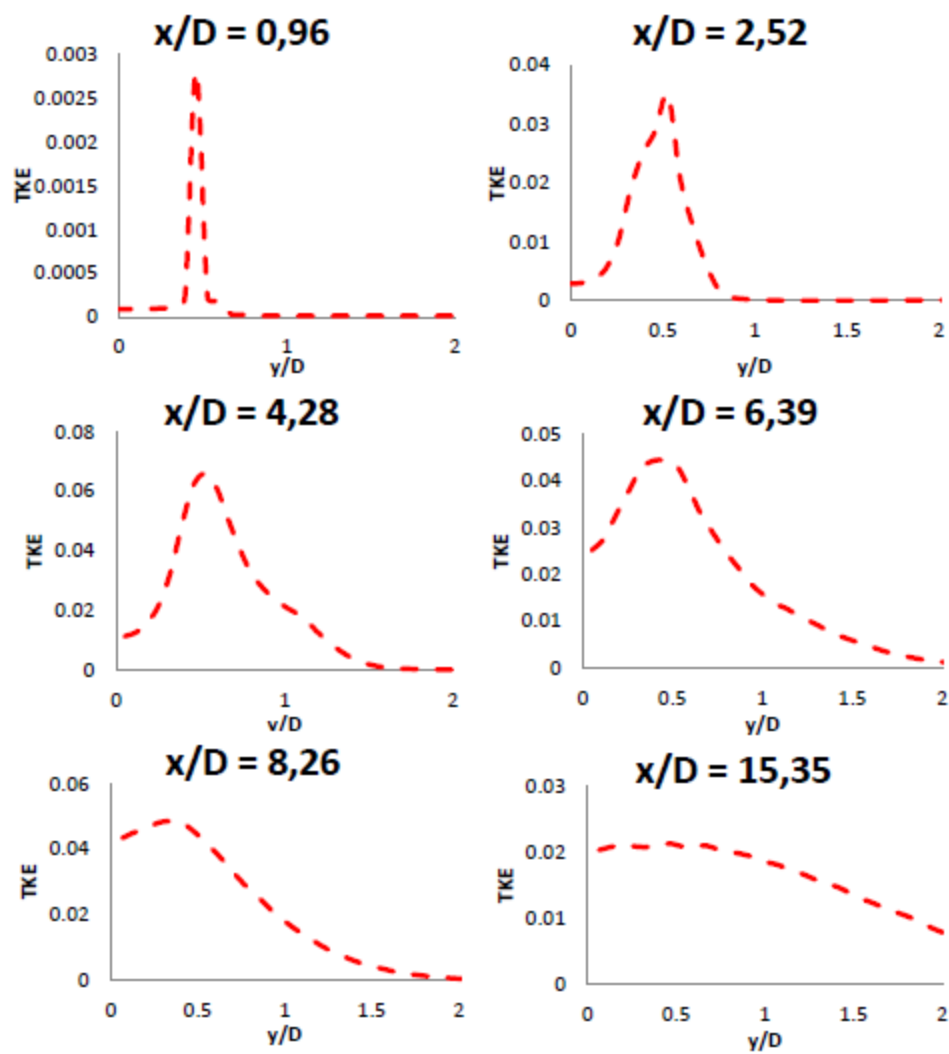 x/D = 0,96
0.003
0.0025
0.002
0.0015
0.001
0.0005
0
TKE
0 1 2
y/D
x/D = 2,52
0.04
0.03
0.02
0.01
0
TKE
0 0.5 1 1.5 2
y/D
x/D = 4,28
0.08
0.06
0.04
0.02
0
TKE
0 1 2
y/D
x/D = 6,39
0.05
0.04
0.03
0.02
0.01
0
TKE
0 0.5 1 1.5 2
y/D
x/D = 8,26
0.06
0.04
0.02
0
TKE
0 0.5 1 1.5 2
y/D
x/D = 15,35
0.03
0.02
0.01
0
TKE
0 0.5 1 1.5 2
y/D